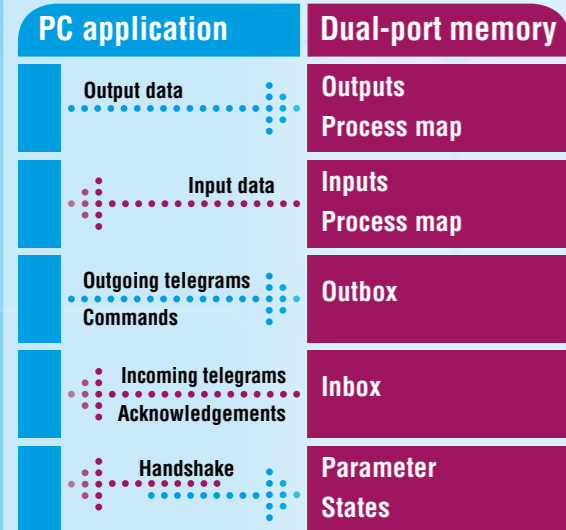 PC application
Dual-port memory
Output data
Outputs
Process map
Input data
Inputs
Process map
Outgoing telegrams
Commands
Outbox
Incoming telegrams
Acknowledgements
Inbox
Handshake
Parameter
States